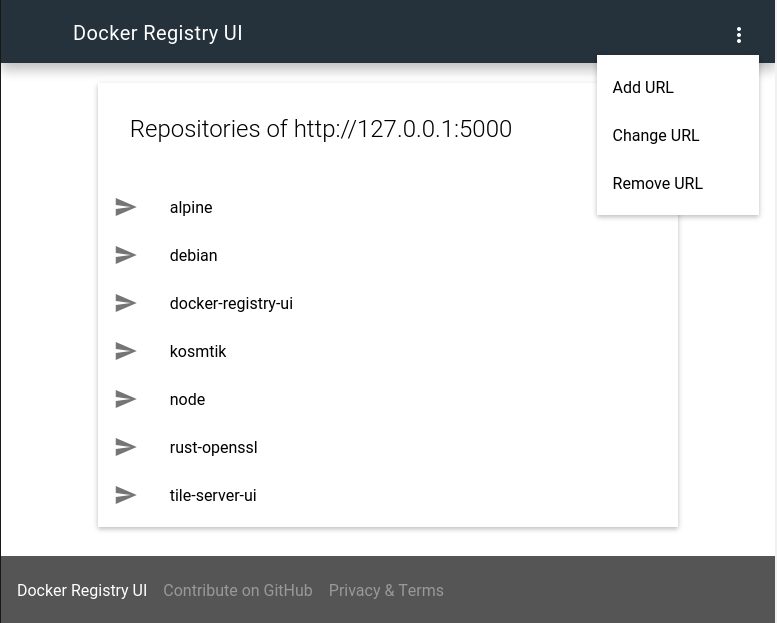 Docker Registry UI
Add URL
Change URL
Remove URL
Repositories of http://127.0.0.1:5000
alpine
debian
docker-registry-ui
kosmtik
node
rust-openssl
tile-server-ui
Docker Registry UI Contribute on GitHub Privacy & Terms